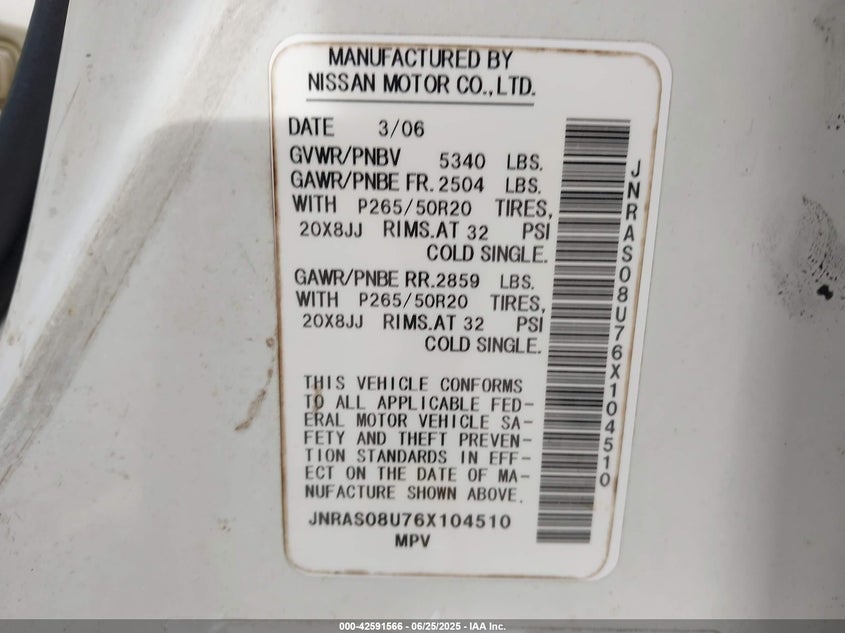 MANUFACTURED BY
NISSAN MOTOR CO.,LTD.
DATE 3/06
GVWR/PNBV 5340 LBS.
GAWR/PNBE FR. 2504 LBS.
WITH P265/50R20 TIRES,
20X8JJ RIMS.AT 32 PSI
COLD SINGLE.
GAWR/PNBE RR. 2859 LBS.
WITH P265/50R20 TIRES,
20X8JJ RIMS.AT 32 PSI
COLD SINGLE.
THIS VEHICLE CONFORMS
TO ALL APPLICABLE FED-
ERAL MOTOR VEHICLE SA-
FETY AND THEFT PREVEN-
TION STANDARDS IN EFF-
ECT ON THE DATE OF MA-
NUFACTURE SHOWN ABOVE.
JNRAS08U76X104510
MPV
JNRAS08U76X104510
000-42591566 - 06/25/2025 - IAA Inc.